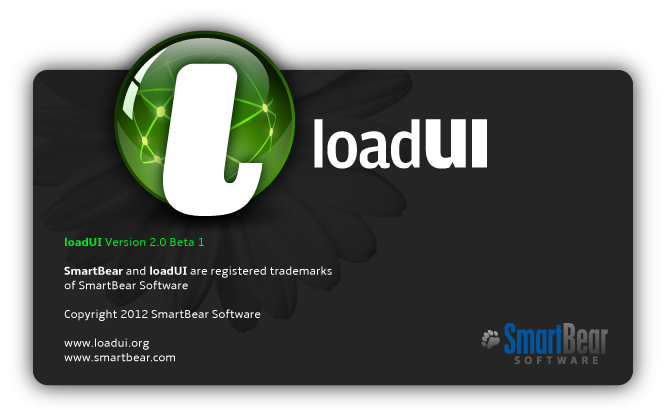 loadUI
loadUI Version 2.0 Beta 1
SmartBear and loadUI are registered trademarks
of SmartBear Software
Copyright 2012 SmartBear Software
www.loadui.org
www.smartbear.com
SmartBear
SOFTWARE